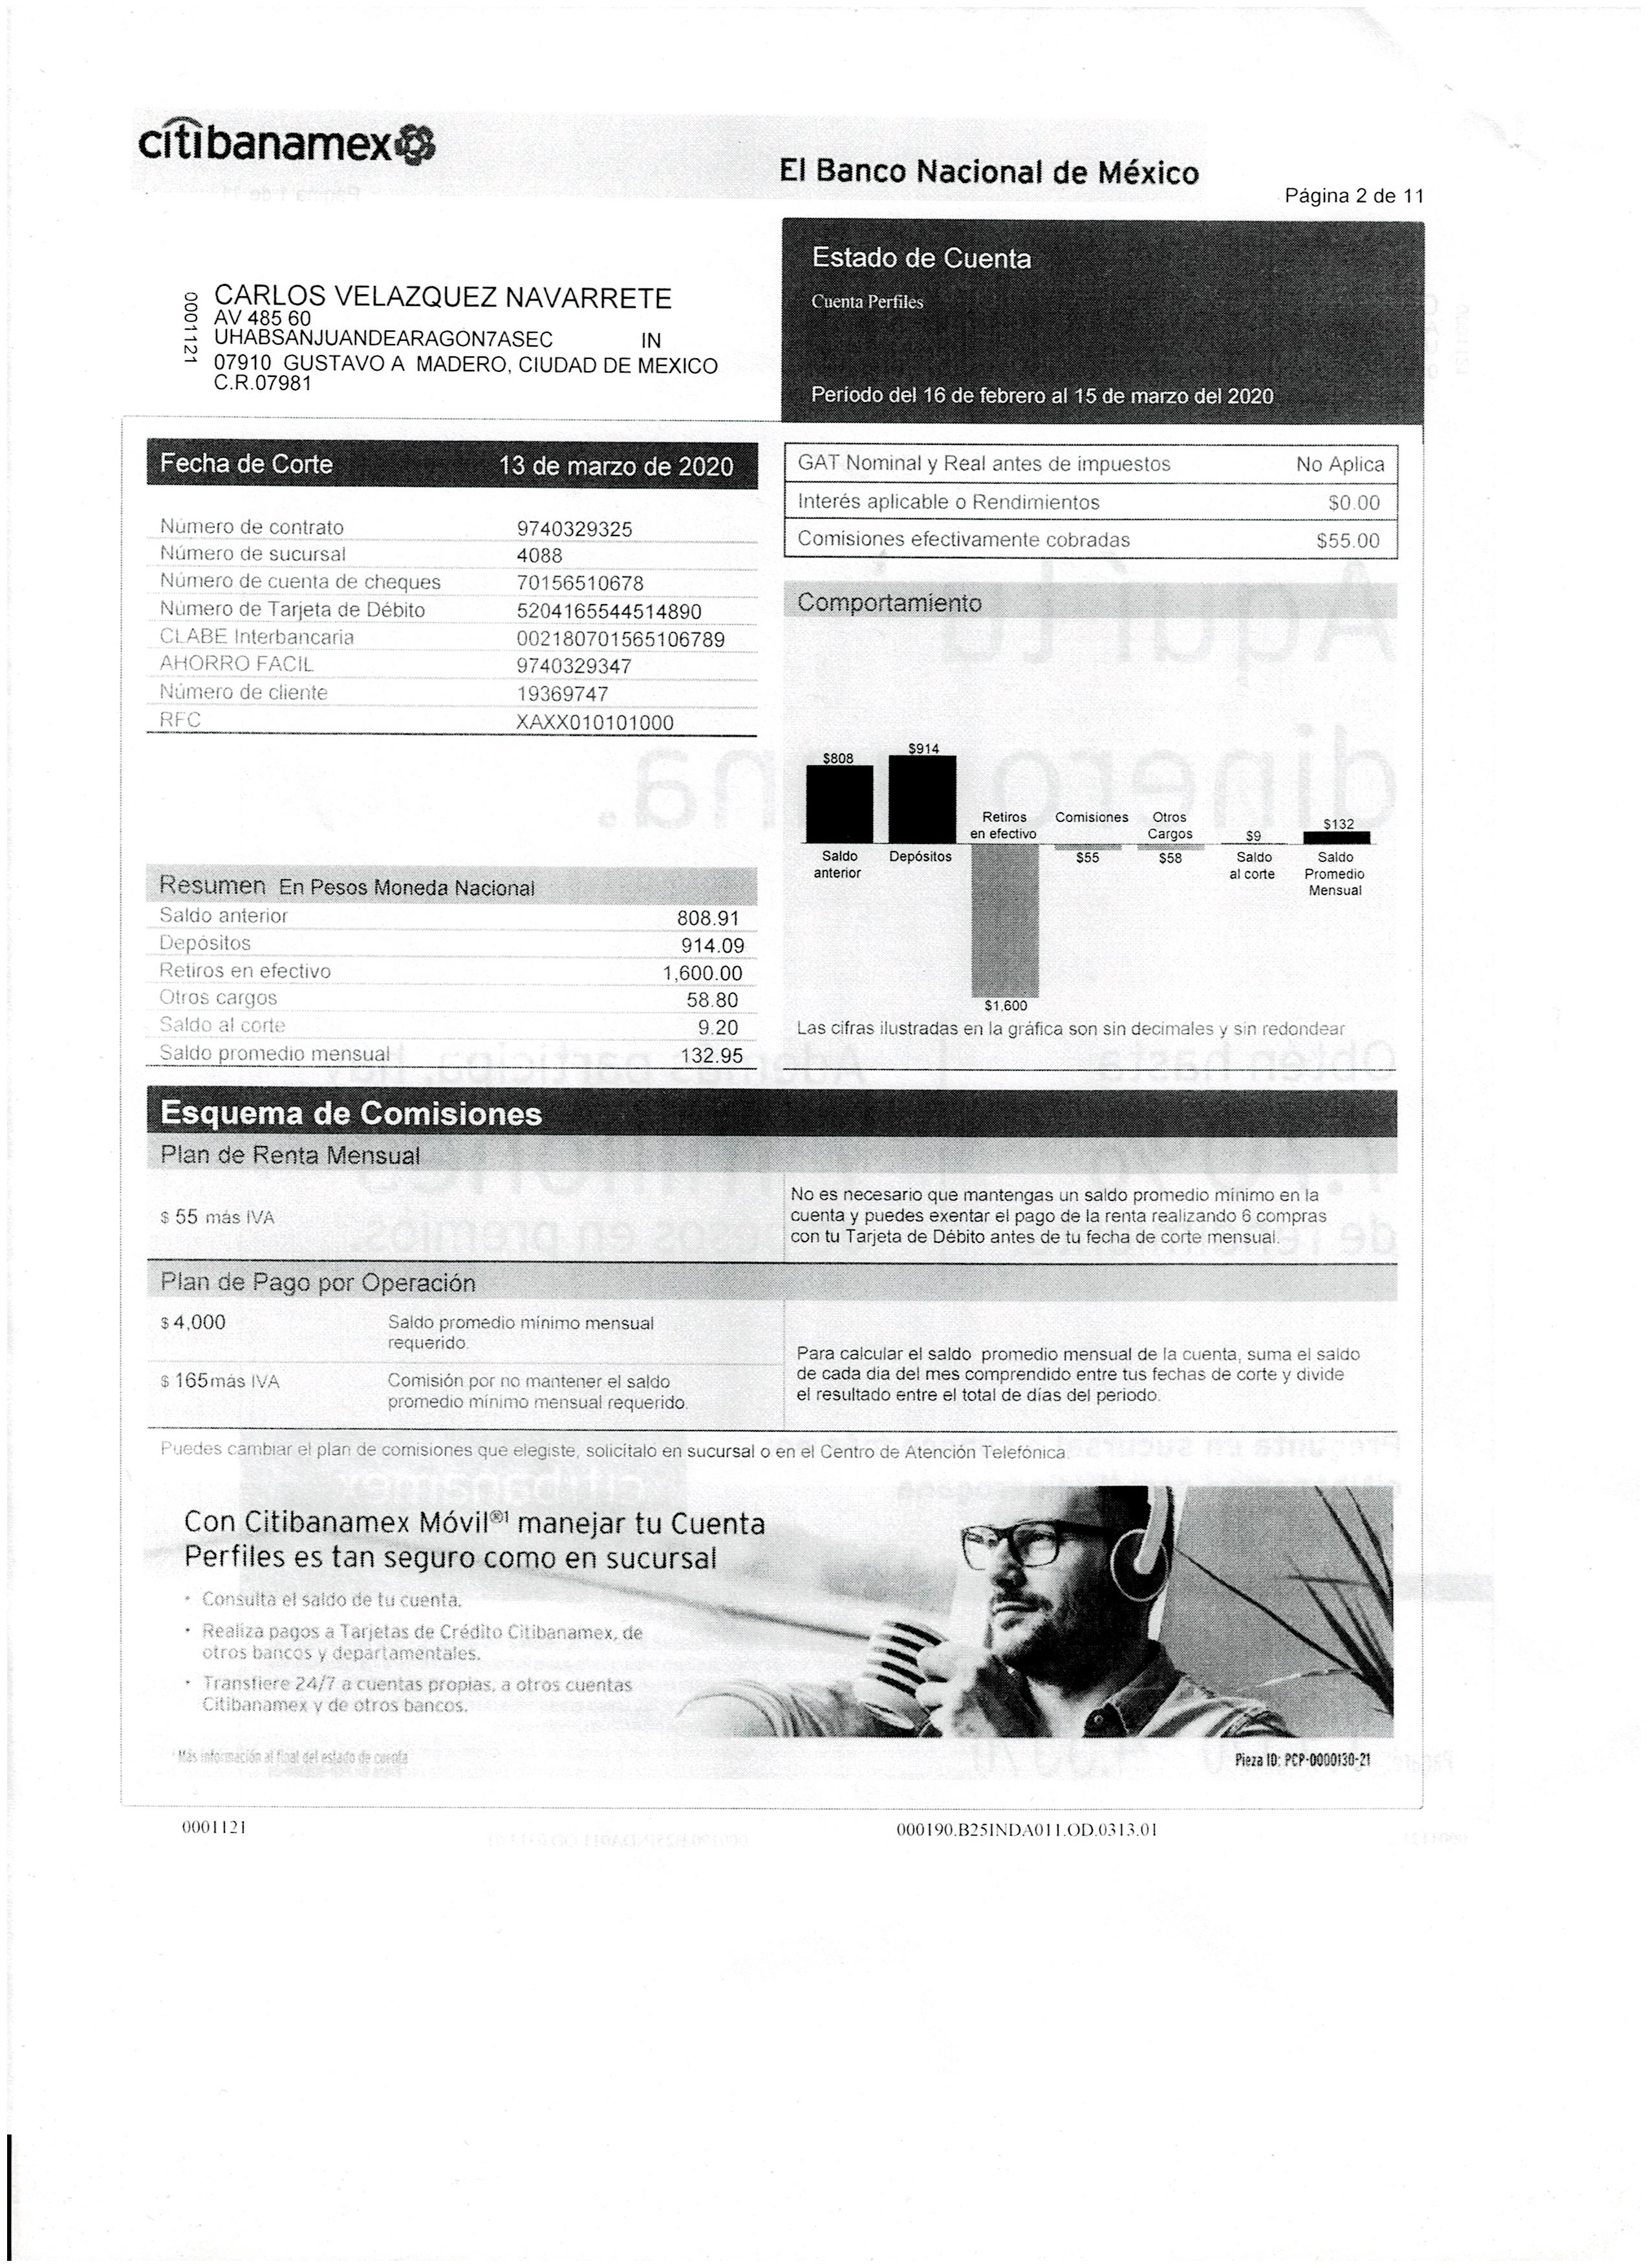 citibanamex
El Banco Nacional de México
Página 2 de 11
Estado de Cuenta
Cuenta Perfiles
Período del 16 de febrero al 15 de marzo del 2020
0001121
CARLOS VELAZQUEZ NAVARRETE
AV 485 60
UHABSANJUANDEARAGON7ASEC IN
07910 GUSTAVO A MADERO, CIUDAD DE MEXICO
C.R.07981
Fecha de Corte 13 de marzo de 2020
Número de contrato 9740329325
Número de sucursal 4088
Número de cuenta de cheques 70156510678
Número de Tarjeta de Débito 5204165544514890
CLABE Interbancaria 002180701565106789
AHORRO FACIL 9740329347
Número de cliente 19369747
RFC XAXX010101000
GAT Nominal y Real antes de impuestos No Aplica
Interés aplicable o Rendimientos $0.00
Comisiones efectivamente cobradas $55.00
Comportamiento
$808 $914
Retiros Comisiones Otros
en efectivo Cargos $9 $132
Saldo Depósitos $55 $58 Saldo Saldo
anterior al corte Promedio
Mensual
$1,600
Las cifras ilustradas en la gráfica son sin decimales y sin redondear
Resumen En Pesos Moneda Nacional
Saldo anterior 808.91
Depósitos 914.09
Retiros en efectivo 1,600.00
Otros cargos 58.80
Saldo al corte 9.20
Saldo promedio mensual 132.95
Esquema de Comisiones
Plan de Renta Mensual
$ 55 más IVA
No es necesario que mantengas un saldo promedio mínimo en la
cuenta y puedes exentar el pago de la renta realizando 6 compras
con tu Tarjeta de Débito antes de tu fecha de corte mensual.
Plan de Pago por Operación
$ 4,000 Saldo promedio mínimo mensual
requerido.
$ 165 más IVA Comisión por no mantener el saldo
promedio mínimo mensual requerido.
Para calcular el saldo promedio mensual de la cuenta, suma el saldo
de cada día del mes comprendido entre tus fechas de corte y divide
el resultado entre el total de días del periodo.
Puedes cambiar el plan de comisiones que elegiste, solicítalo en sucursal o en el Centro de Atención Telefónica.
Con Citibanamex Móvil®¹ manejar tu Cuenta
Perfiles es tan seguro como en sucursal
• Consulta el saldo de tu cuenta.
• Realiza pagos a Tarjetas de Crédito Citibanamex, de
otros bancos y departamentales.
• Transfiere 24/7 a cuentas propias, a otros cuentas
Citibanamex y de otros bancos.
¹ Más información al final del estado de cuenta
Pieza ID: PCP-0000130-21
0001121
000190.B25INDA011.OD.0313.01